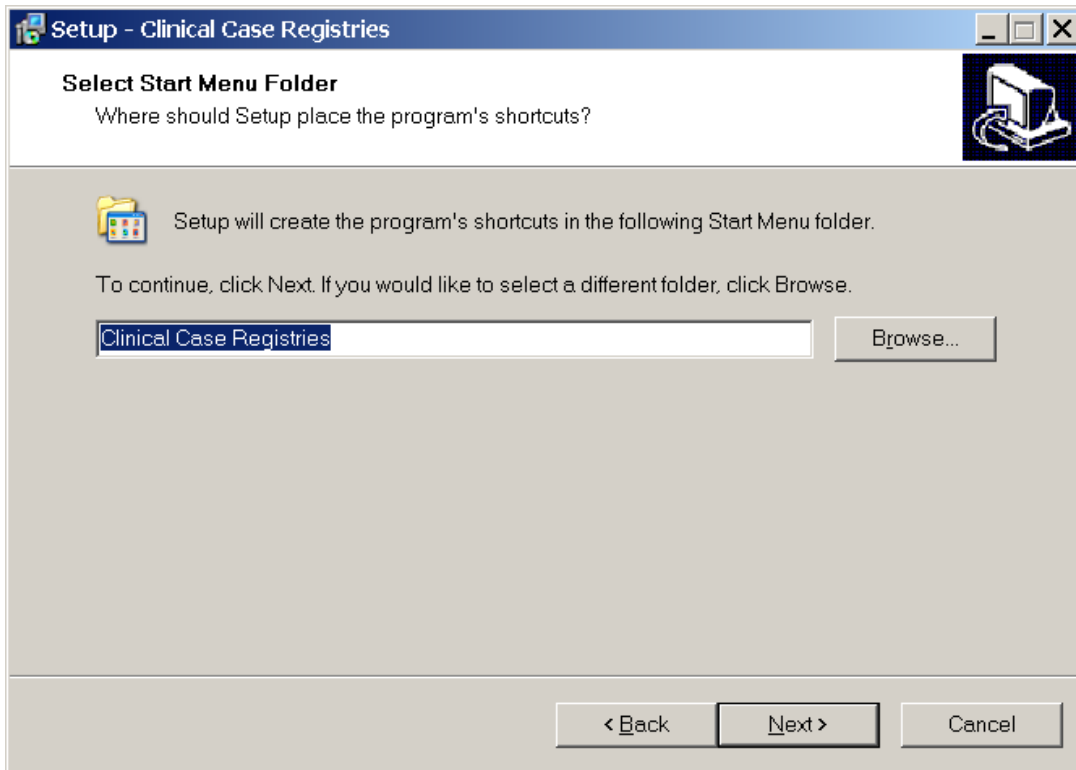 Setup - Clinical Case Registries
Select Start Menu Folder
Where should Setup place the program's shortcuts?
Setup will create the program's shortcuts in the following Start Menu folder.
To continue, click Next. If you would like to select a different folder, click Browse.
Clinical Case Registries
Browse...
< Back
Next >
Cancel